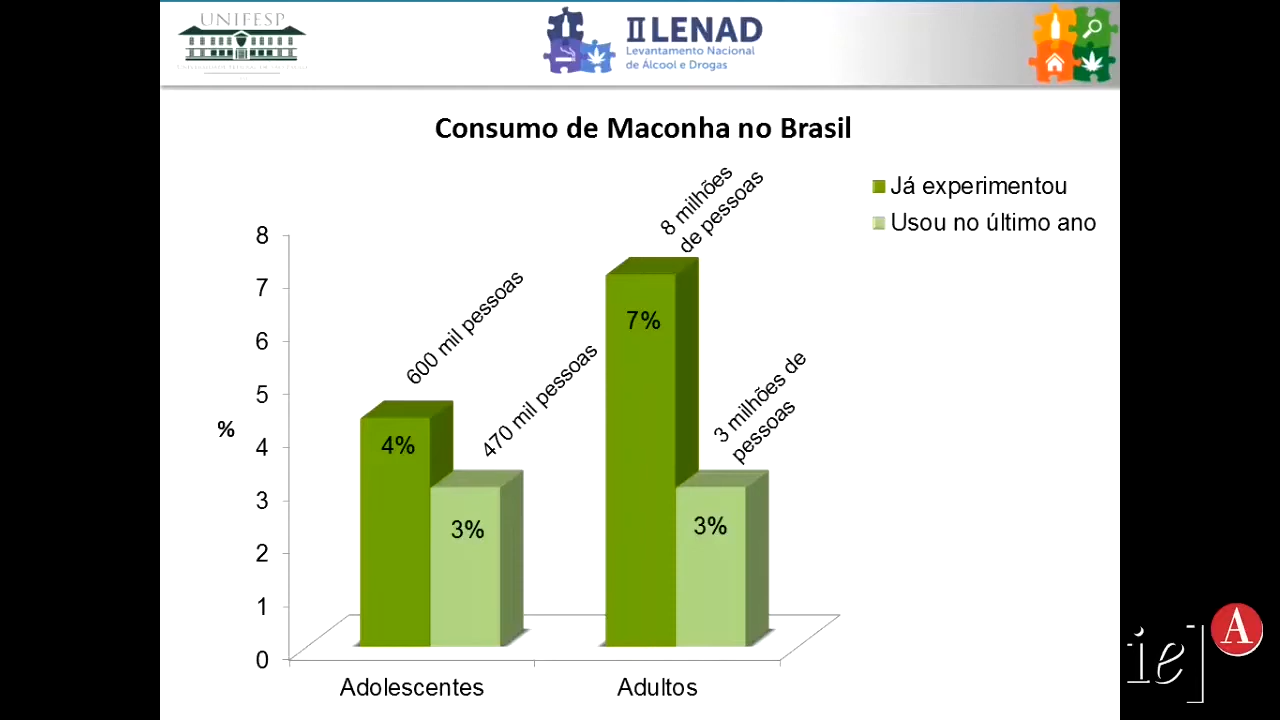 UNIFESP
II LENAD
Levantamento Nacional
de Álcool e Drogas
Consumo de Maconha no Brasil
Já experimentou
Usou no último ano
8 milhões
de pessoas
600 mil pessoas
470 mil pessoas
3 milhões de
pessoas
8
7
6
5
4
3
2
1
0
%
4%
3%
7%
3%
Adolescentes
Adultos
ie]
A